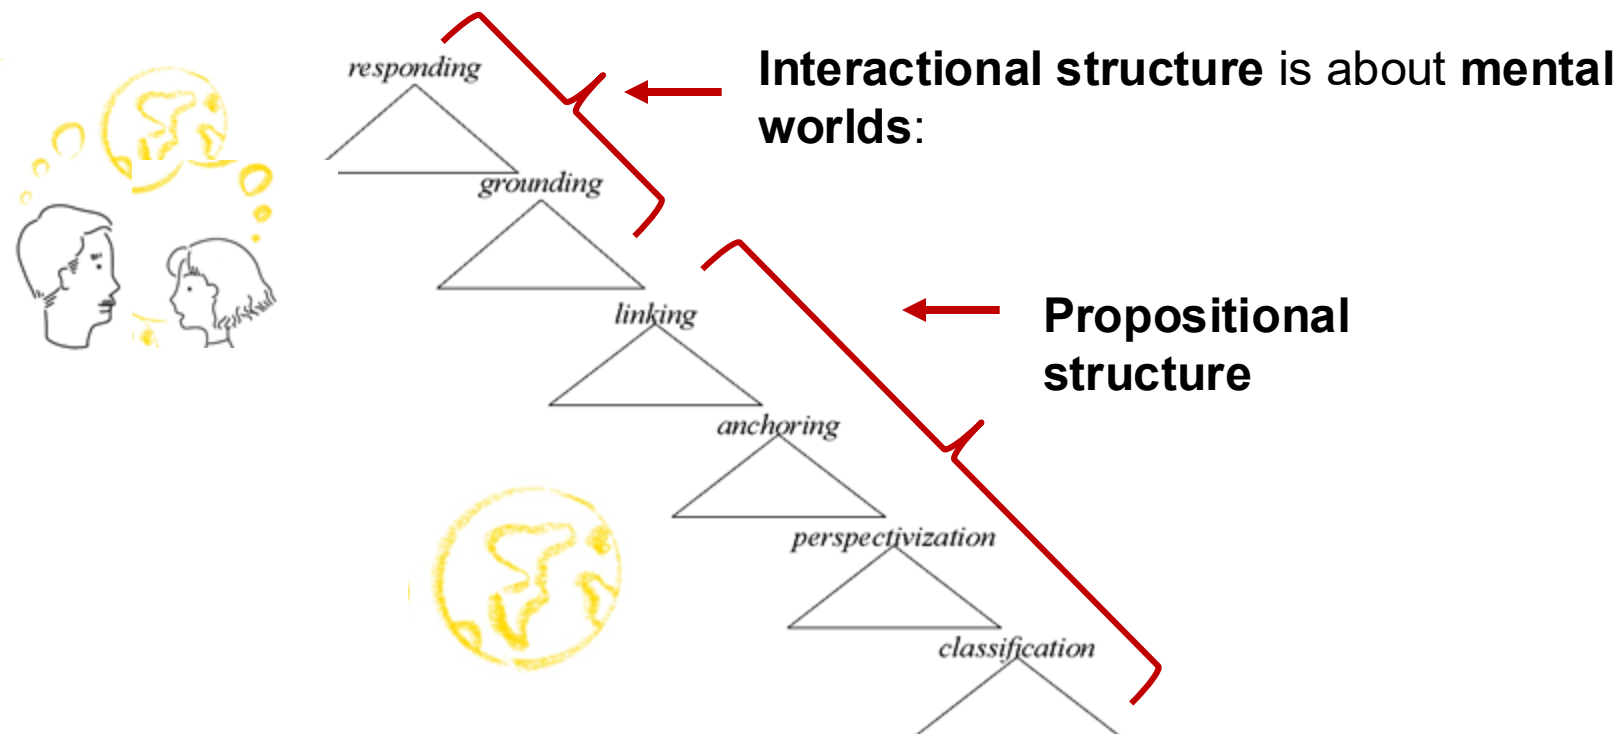 responding
Interactional structure is about mental
worlds:
grounding
linking
Propositional
structure
anchoring
perspectivization
classification